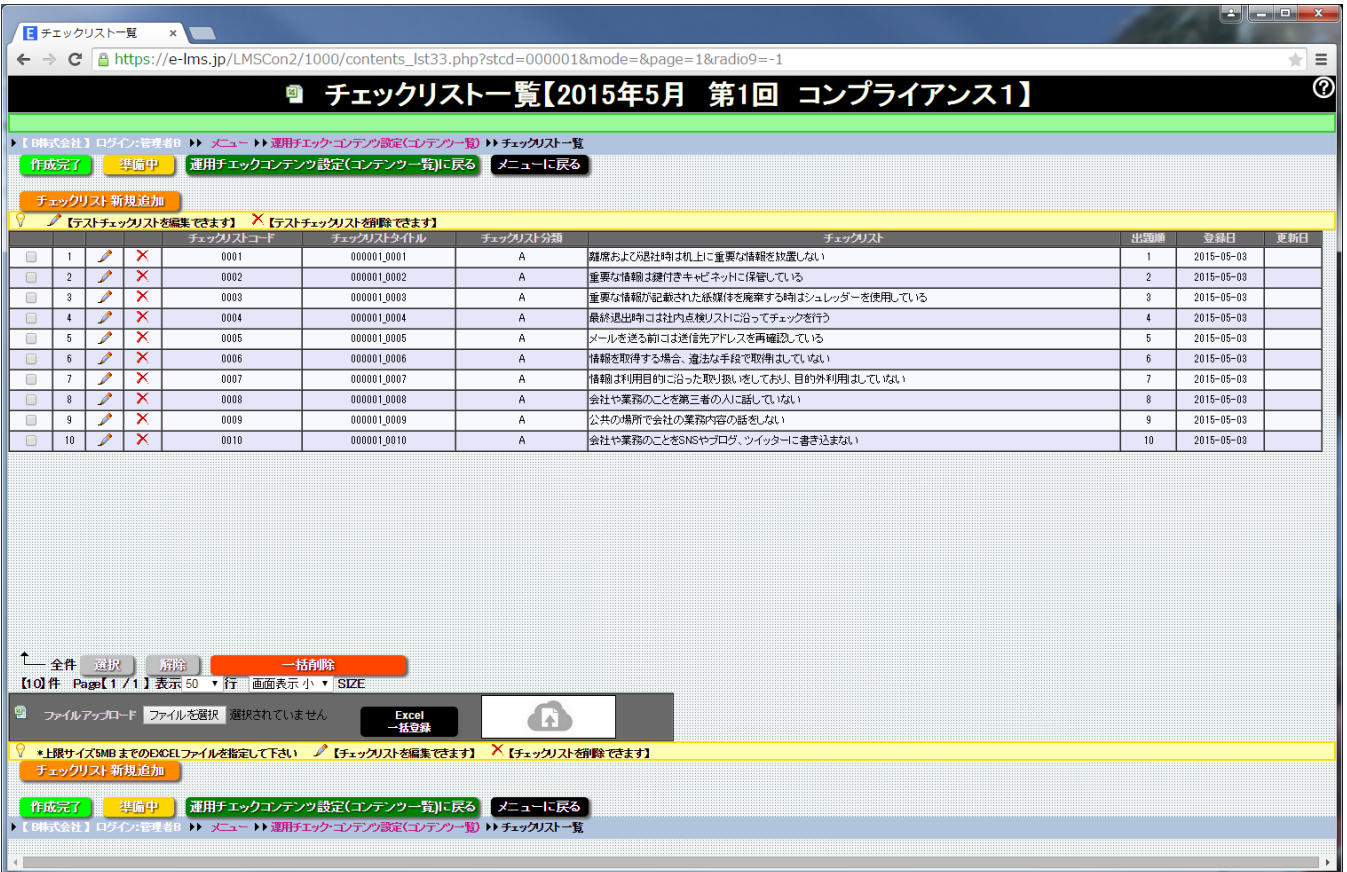 チェックリスト一覧
https://e-lms.jp/LMSCon2/1000/contents_lst33.php?stcd=000001&mode=&page=1&radio9=-1
チェックリスト一覧【2015年5月 第1回 コンプライアンス1】
【 B株式会社 】 ログイン:管理者B メニュー 運用チェック・コンテンツ設定(コンテンツ一覧) チェックリスト一覧
作成完了 準備中 運用チェックコンテンツ設定(コンテンツ一覧)に戻る メニューに戻る
チェックリスト新規追加
【テストチェックリストを編集できます】 【テストチェックリストを削除できます】
チェックリストコード チェックリストタイトル チェックリスト分類 チェックリスト 出題順 登録日 更新日
1 0001 000001_0001 A 離席および退社時は机上に重要な情報を放置しない 1 2015-05-03
2 0002 000001_0002 A 重要な情報は鍵付きキャビネットに保管している 2 2015-05-03
3 0003 000001_0003 A 重要な情報が記載された紙媒体を廃棄する時はシュレッダーを使用している 3 2015-05-03
4 0004 000001_0004 A 最終退出時には社内点検リストに沿ってチェックを行う 4 2015-05-03
5 0005 000001_0005 A メールを送る前には送信先アドレスを再確認している 5 2015-05-03
6 0006 000001_0006 A 情報を取得する場合、違法な手段で取得はしていない 6 2015-05-03
7 0007 000001_0007 A 情報は利用目的に沿った取り扱いをしており、目的外利用はしていない 7 2015-05-03
8 0008 000001_0008 A 会社や業務のことを第三者の人に話していない 8 2015-05-03
9 0009 000001_0009 A 公共の場所で会社の業務内容の話をしない 9 2015-05-03
10 0010 000001_0010 A 会社や業務のことをSNSやブログ、ツイッターに書き込まない 10 2015-05-03
全件 選択 解除 一括削除
【10】件 Page【 1 / 1 】 表示 50 行 画面表示 小 SIZE
ファイルアップロード ファイルを選択 選択されていません Excel
一括登録
*上限サイズ5MB までのEXCELファイルを指定して下さい 【チェックリストを編集できます】 【チェックリストを削除できます】
チェックリスト新規追加
作成完了 準備中 運用チェックコンテンツ設定(コンテンツ一覧)に戻る メニューに戻る
【 B株式会社 】 ログイン:管理者B メニュー 運用チェック・コンテンツ設定(コンテンツ一覧) チェックリスト一覧